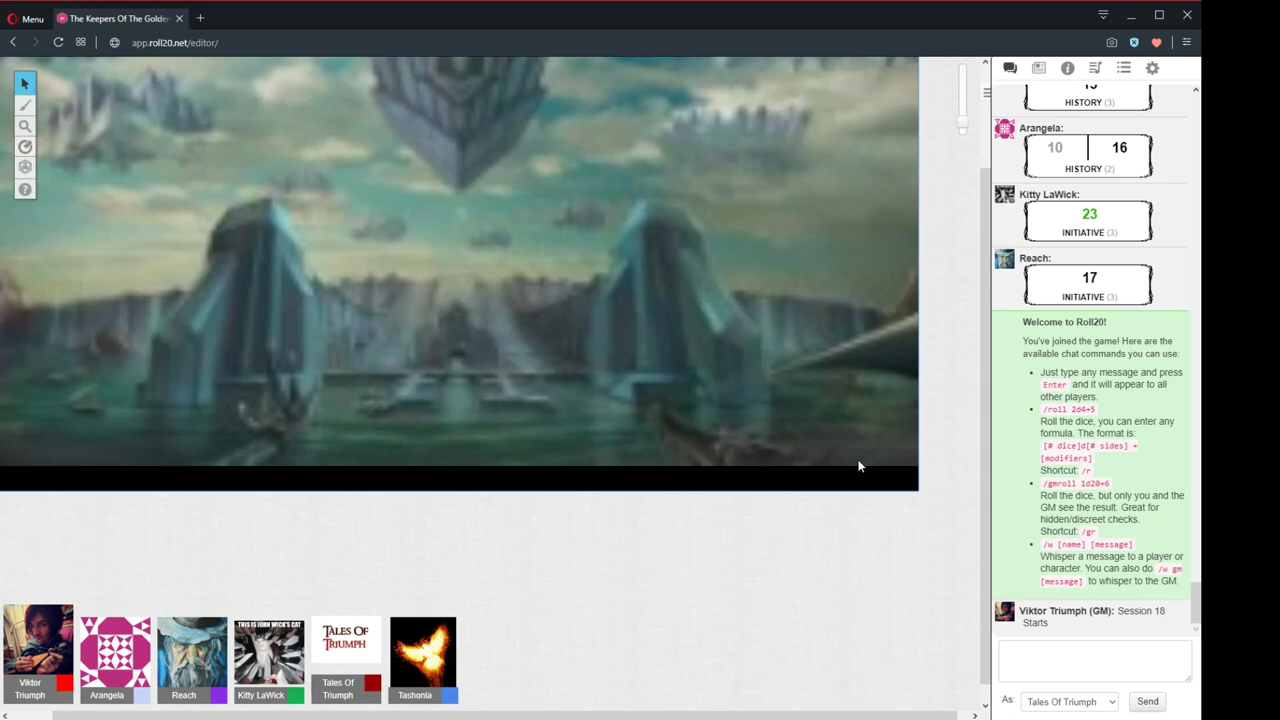 Menu
The Keepers Of The Golden
app.roll20.net/editor/
HISTORY (3)
Arangela:
10
16
HISTORY (2)
Kitty LaWick:
23
INITIATIVE (3)
Reach:
17
INITIATIVE (3)
Welcome to Roll20!
You've joined the game! Here are the
available chat commands you can use:
Just type any message and press
Enter and it will appear to all
other players.
/roll 2d4+5
Roll the dice, you can enter any
formula. The format is:
[# dice]d[# sides] +
[modifiers]
Shortcut: /r
/gmroll 1d20+6
Roll the dice, but only you and the
GM see the result. Great for
hidden/discreet checks.
Shortcut: /gr
/w [name] [message]
Whisper a message to a player or
character. You can also do /w gm
[message] to whisper to the GM.
Viktor Triumph (GM): Session 18
Starts
As:
Tales Of Triumph
Send
Viktor
Triumph
Arangela
Reach
THIS IS JOHN WICK'S CAT
Kitty LaWick
TALES OF
TRIUMPH
Tales Of
Triumph
Tashonla